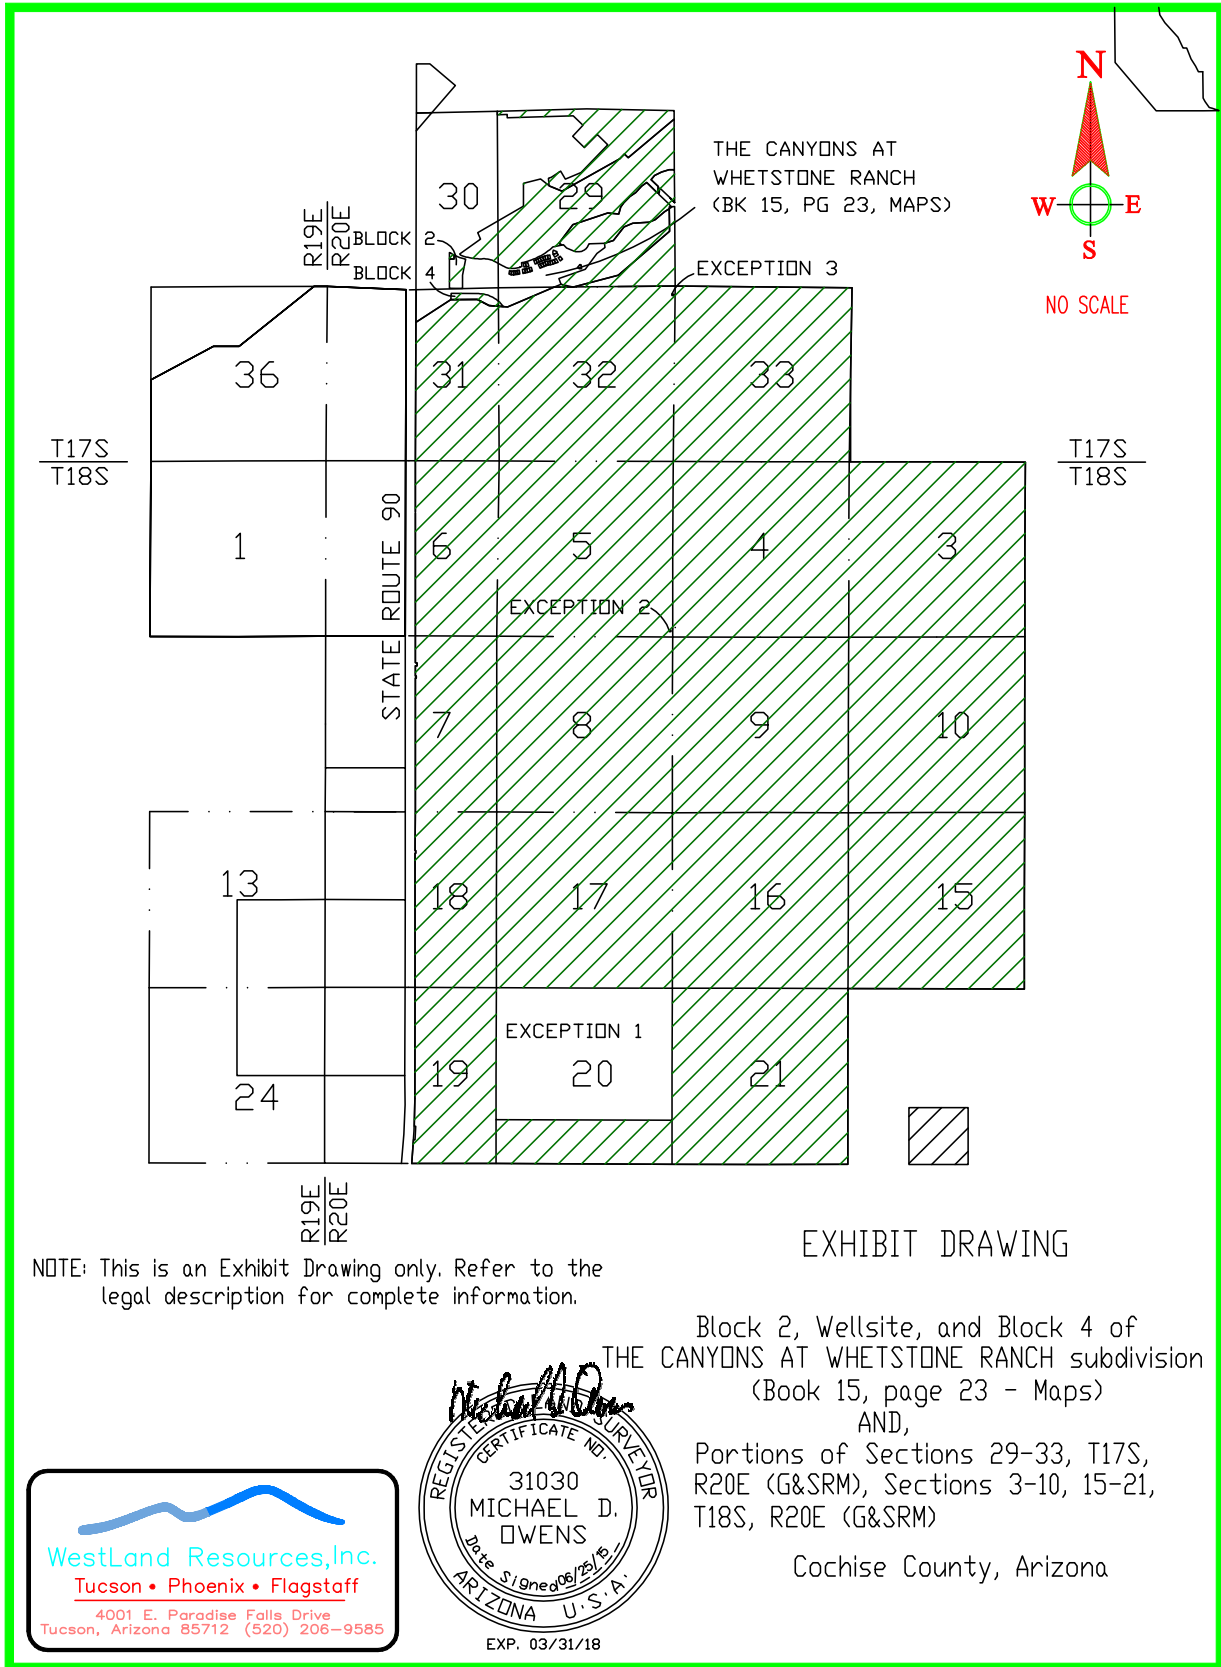 N
W
E
S
NO SCALE
THE CANYONS AT
WHETSTONE RANCH
(BK 15, PG 23, MAPS)
30
29
R19E
R20E
BLOCK 2
BLOCK 4
EXCEPTION 3
36
31
32
33
T17S
T18S
T17S
T18S
STATE ROUTE 90
1
6
5
4
3
EXCEPTION 2
7
8
9
10
13
18
17
16
15
EXCEPTION 1
24
19
20
21
R19E
R20E
NOTE: This is an Exhibit Drawing only. Refer to the
legal description for complete information.
EXHIBIT DRAWING
Block 2, Wellsite, and Block 4 of
THE CANYONS AT WHETSTONE RANCH subdivision
(Book 15, page 23 - Maps)
AND,
Portions of Sections 29-33, T17S,
R20E (G&SRM), Sections 3-10, 15-21,
T18S, R20E (G&SRM)
Cochise County, Arizona
REGISTERED LAND SURVEYOR
CERTIFICATE NO.
31030
MICHAEL D.
OWENS
Date Signed 06/25/15
ARIZONA U.S.A.
EXP. 03/31/18
WestLand Resources, Inc.
Tucson • Phoenix • Flagstaff
4001 E. Paradise Falls Drive
Tucson, Arizona 85712 (520) 206-9585